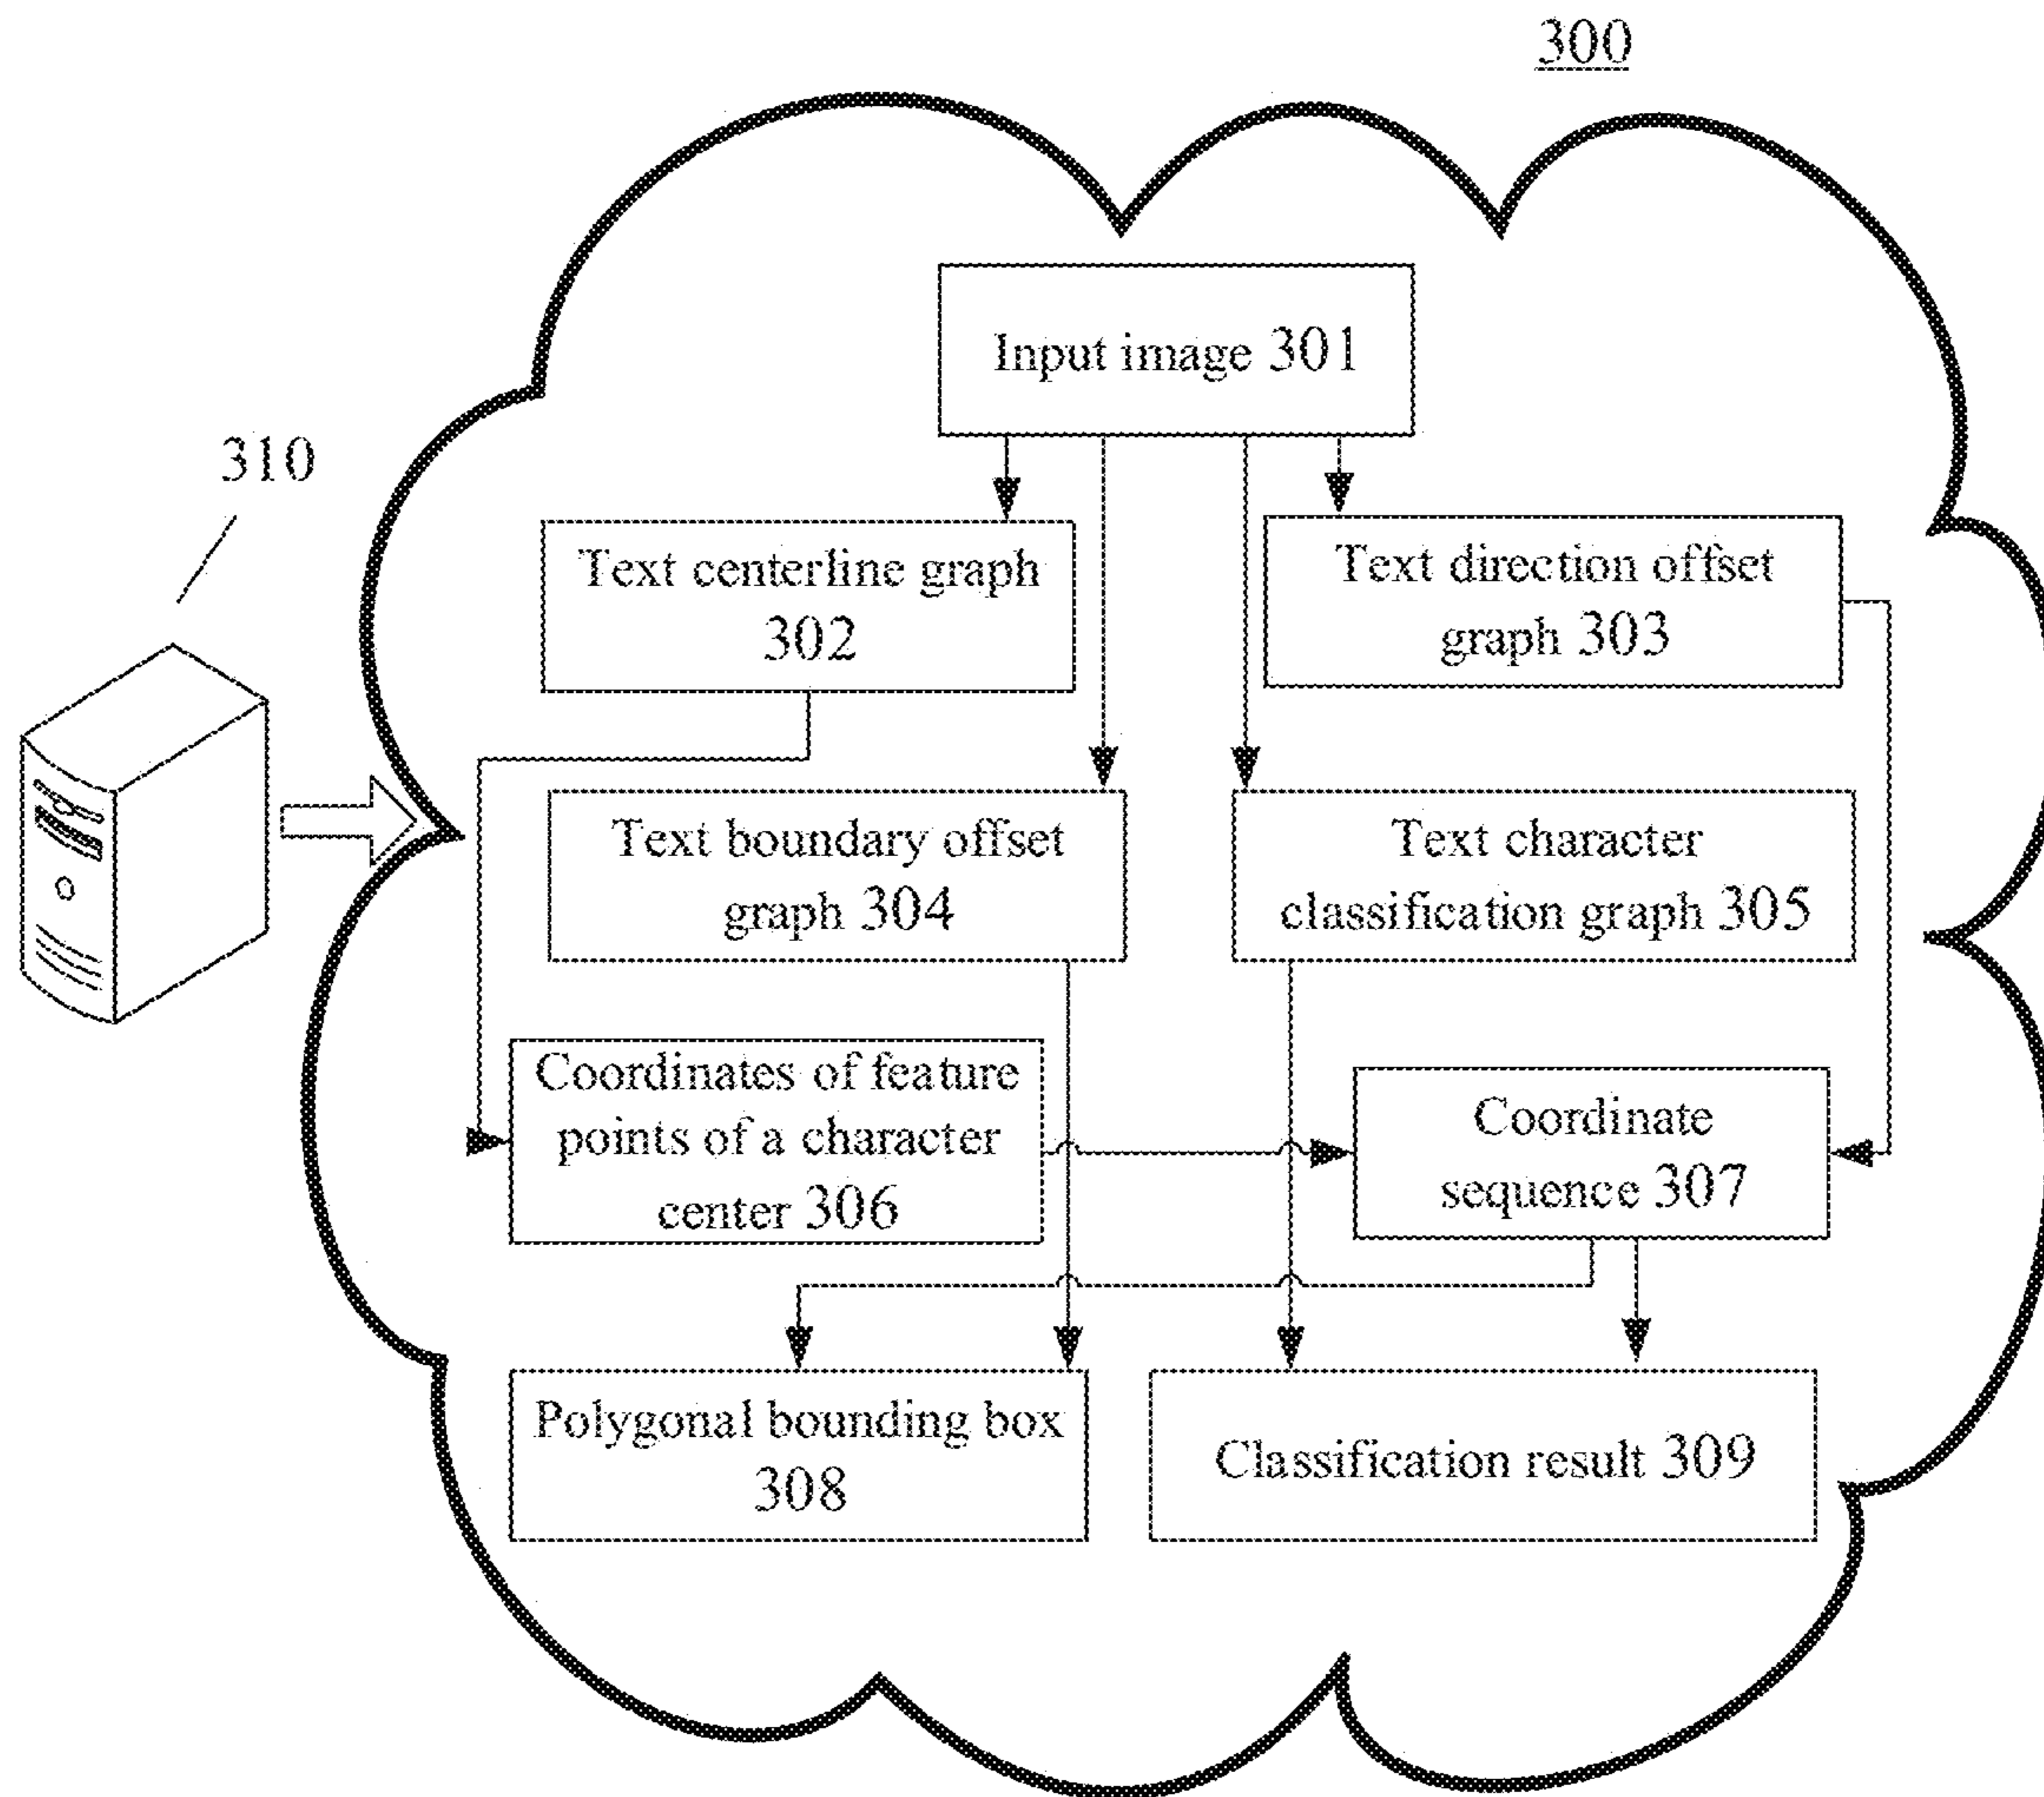 300
Input image 301
310
Text centerline graph
302
Text direction offset
graph 303
Text boundary offset
graph 304
Text character
classification graph 305
Coordinates of feature
points of a character
center 306
Coordinate
sequence 307
Polygonal bounding box
308
Classification result 309